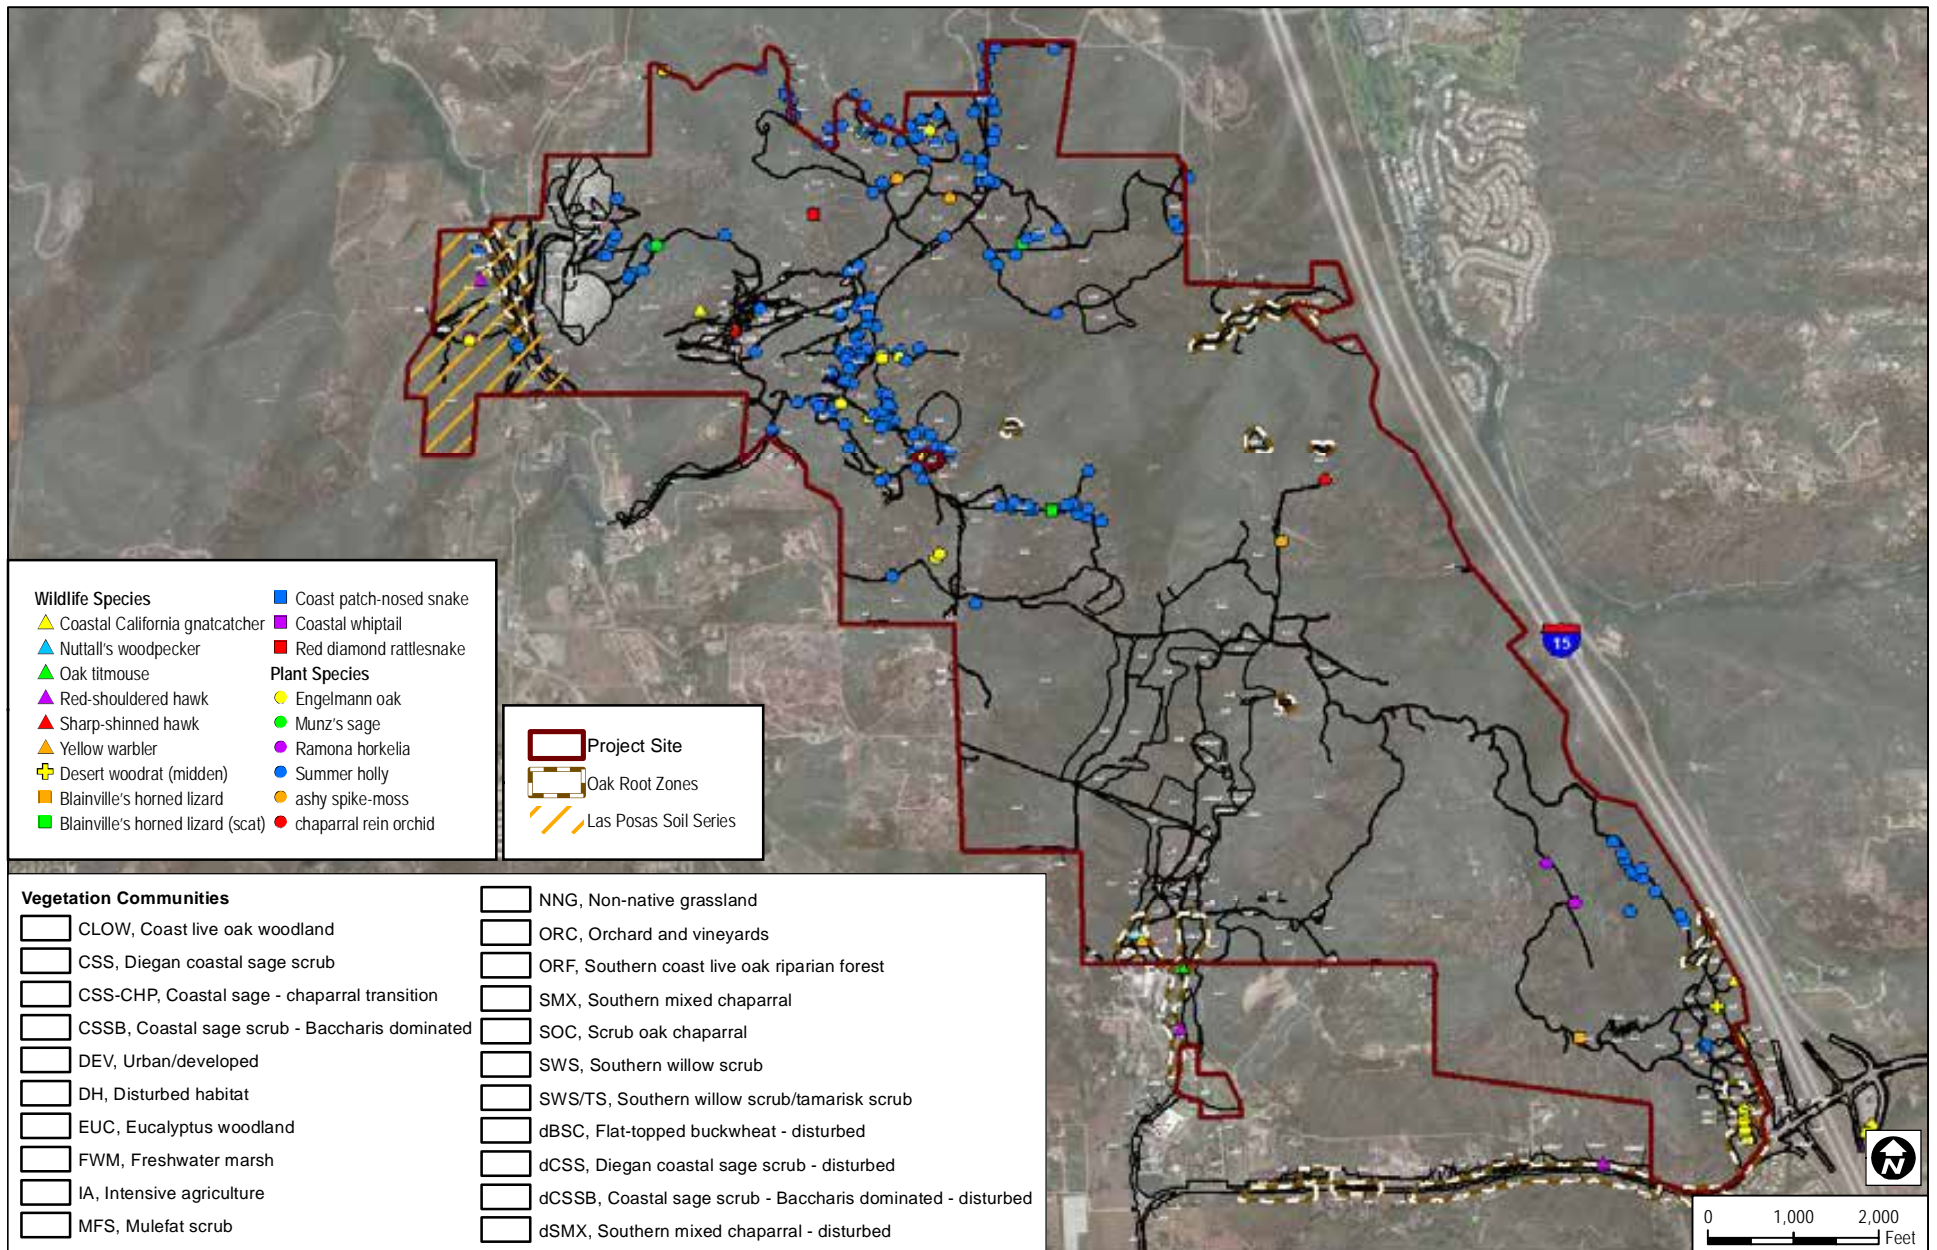 15
Wildlife Species
Coastal California gnatcatcher
Nuttall's woodpecker
Oak titmouse
Red-shouldered hawk
Sharp-shinned hawk
Yellow warbler
Desert woodrat (midden)
Blainville's horned lizard
Blainville's horned lizard (scat)
Coast patch-nosed snake
Coastal whiptail
Red diamond rattlesnake
Plant Species
Engelmann oak
Munz's sage
Ramona horkelia
Summer holly
ashy spike-moss
chaparral rein orchid
Project Site
Oak Root Zones
Las Posas Soil Series
Vegetation Communities
CLOW, Coast live oak woodland
CSS, Diegan coastal sage scrub
CSS-CHP, Coastal sage - chaparral transition
CSSB, Coastal sage scrub - Baccharis dominated
DEV, Urban/developed
DH, Disturbed habitat
EUC, Eucalyptus woodland
FWM, Freshwater marsh
IA, Intensive agriculture
MFS, Mulefat scrub
NNG, Non-native grassland
ORC, Orchard and vineyards
ORF, Southern coast live oak riparian forest
SMX, Southern mixed chaparral
SOC, Scrub oak chaparral
SWS, Southern willow scrub
SWS/TS, Southern willow scrub/tamarisk scrub
dBSC, Flat-topped buckwheat - disturbed
dCSS, Diegan coastal sage scrub - disturbed
dCSSB, Coastal sage scrub - Baccharis dominated - disturbed
dSMX, Southern mixed chaparral - disturbed
N
0 1,000 2,000
Feet